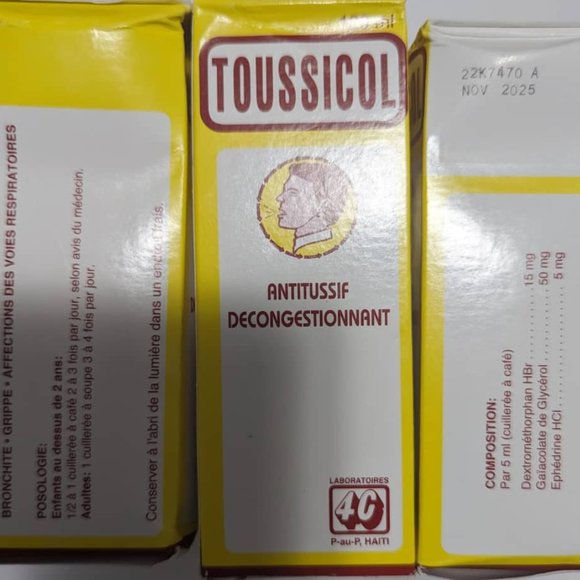 BRONCHITE • GRIPPE • AFFECTIONS DES VOIES RESPIRATOIRES
POSOLOGIE:
Enfants au dessus de 2 ans:
1/2 à 1 cuillerée à café 2 à 3 fois par jour, selon avis du médecin.
Adultes: 1 cuillerée à soupe 3 à 4 fois par jour.
Conserver à l'abri de la lumière dans un endroit frais.
TOUSSICOL
ANTITUSSIF
DECONGESTIONNANT
LABORATOIRES
4C
P-au-P, HAITI
22K7470 A
NOV 2025
COMPOSITION:
Par 5 ml (cuillerée à café)
Dextrométhorphan HBr . . . . . . . . . . 15 mg
Gaïacolate de Glycérol. . . . . . . . . . 50 mg
Ephédrine HCl. . . . . . . . . . . . . . . . . 5 mg